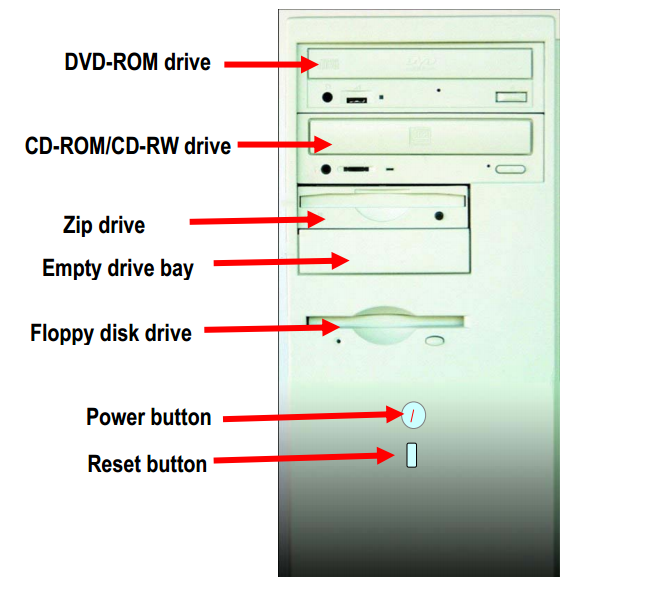 DVD-ROM drive
CD-ROM/CD-RW drive
Zip drive
Empty drive bay
Floppy disk drive
Power button
Reset button